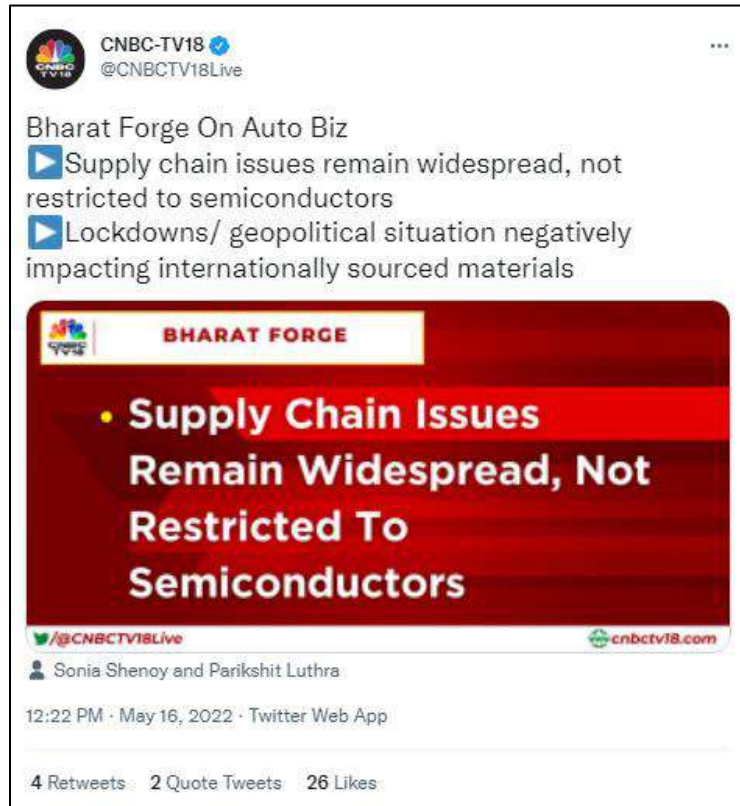 CNBC-TV18
@CNBCTV18Live
Bharat Forge On Auto Biz
▶Supply chain issues remain widespread, not
restricted to semiconductors
▶Lockdowns/ geopolitical situation negatively
impacting internationally sourced materials
CNBC
TV18
BHARAT FORGE
• Supply Chain Issues
Remain Widespread, Not
Restricted To
Semiconductors
/@CNBCTV18Live
cnbctv18.com
Sonia Shenoy and Parikshit Luthra
12:22 PM · May 16, 2022 · Twitter Web App
4 Retweets 2 Quote Tweets 26 Likes